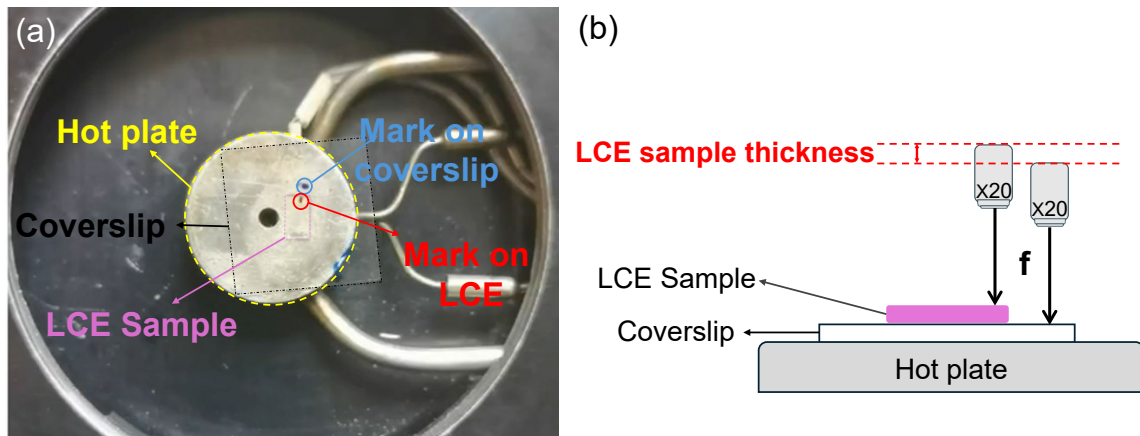 (a)
Hot plate
Mark on
coverslip
Coverslip
Mark on
LCE
LCE Sample
(b)
LCE sample thickness
X20
X20
f
LCE Sample
Coverslip
Hot plate